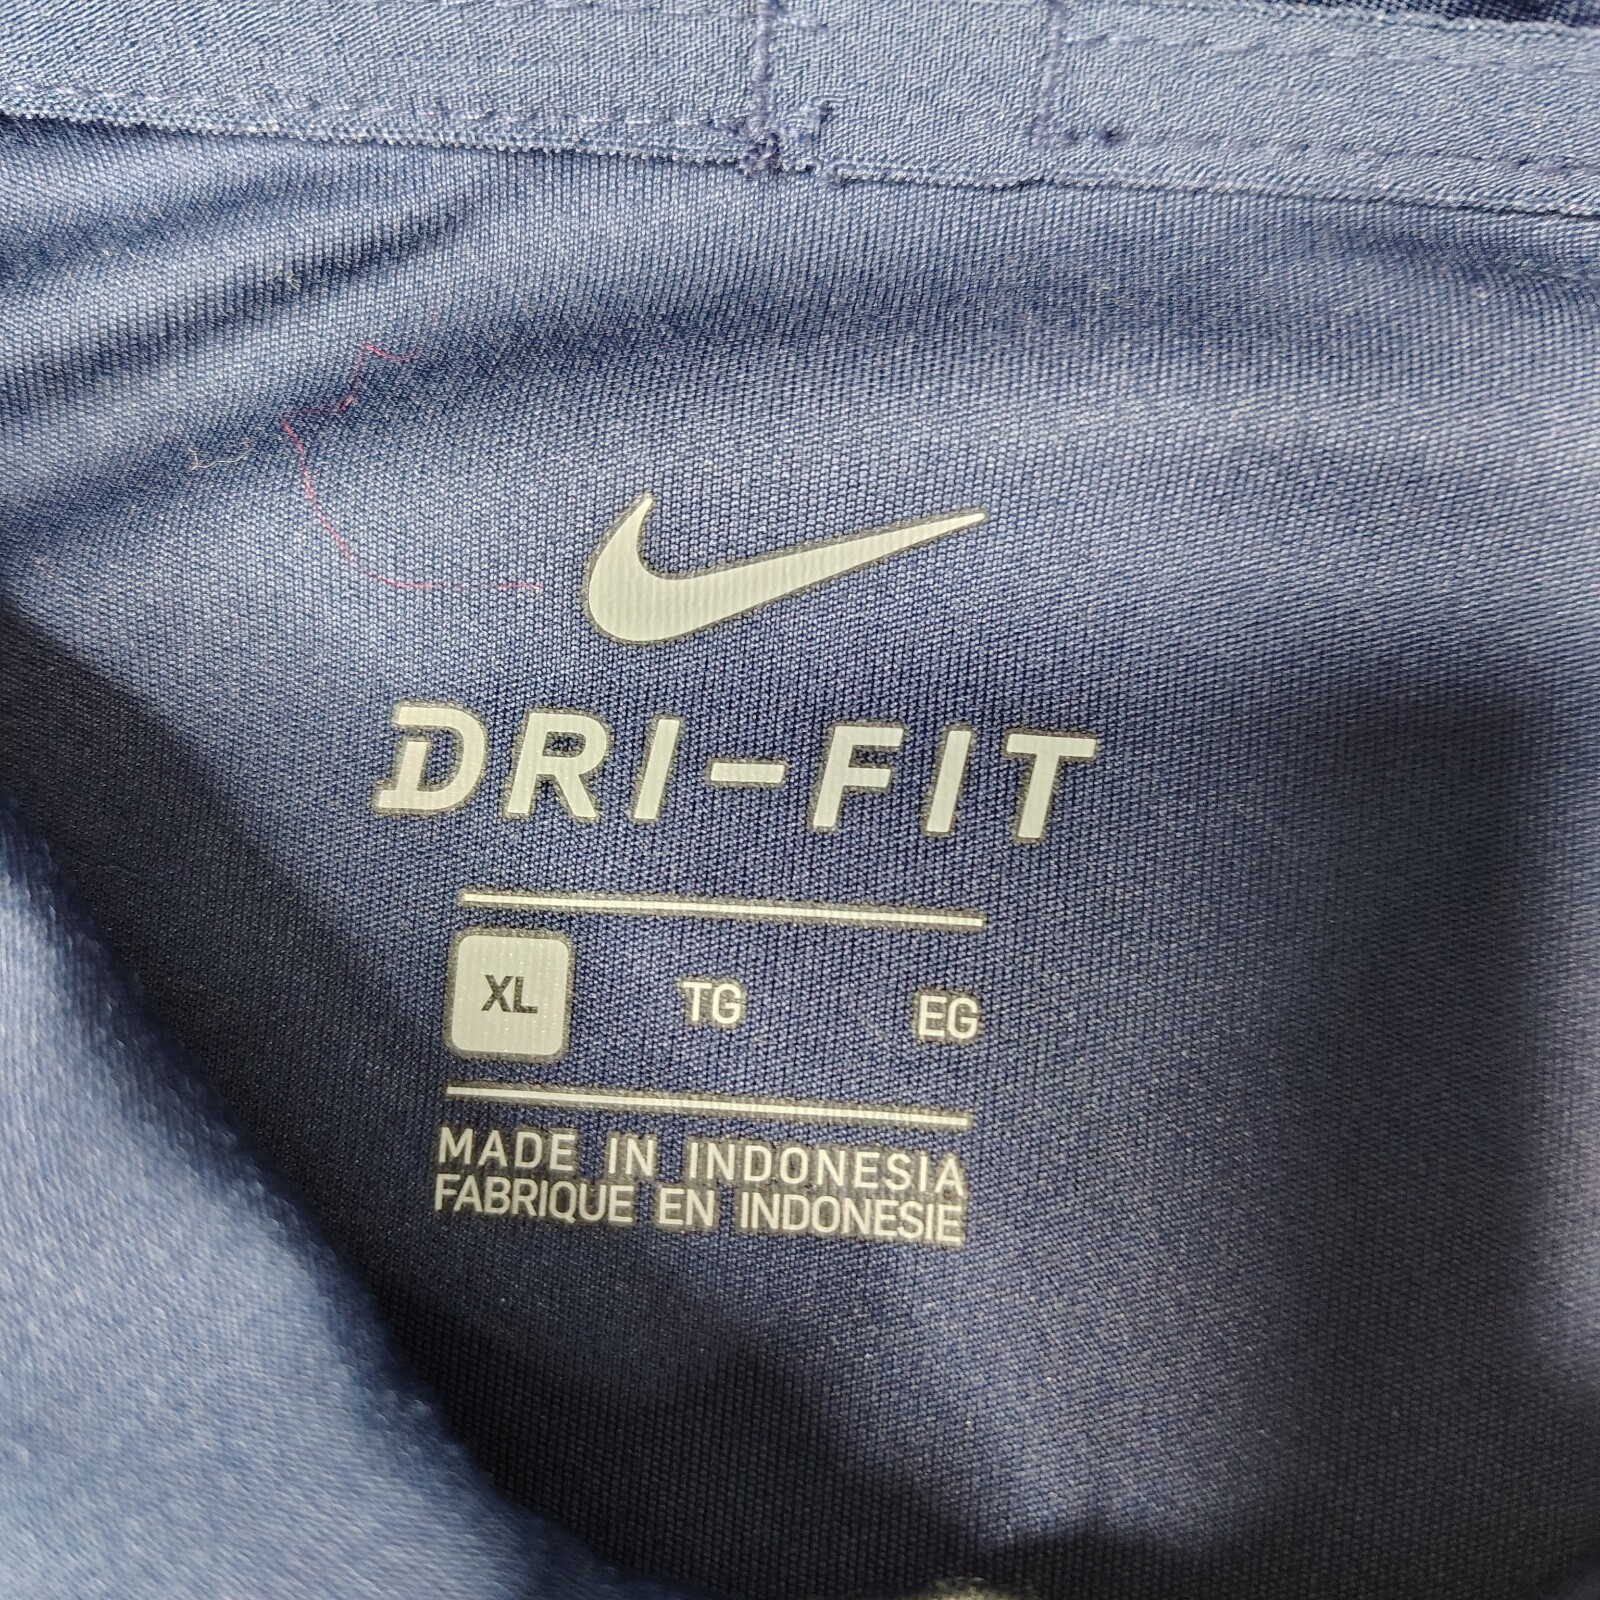 DRI-FIT
XL TG EG
MADE IN INDONESIA
FABRIQUE EN INDONESIE